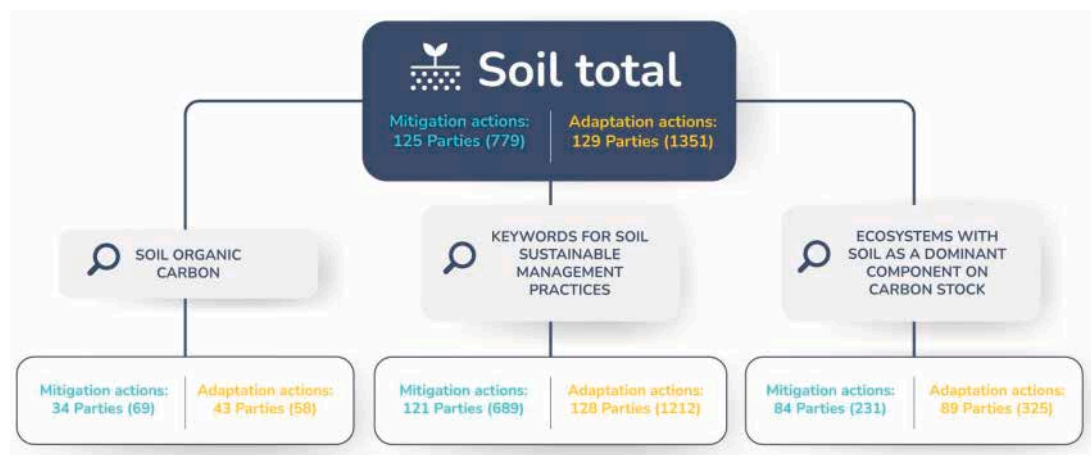 Soil total
Mitigation actions:
125 Parties (779)
Adaptation actions:
129 Parties (1351)
SOIL ORGANIC
CARBON
KEYWORDS FOR SOIL
SUSTAINABLE
MANAGEMENT
PRACTICES
ECOSYSTEMS WITH
SOIL AS A DOMINANT
COMPONENT ON
CARBON STOCK
Mitigation actions:
34 Parties (69)
Adaptation actions:
43 Parties (58)
Mitigation actions:
121 Parties (689)
Adaptation actions:
128 Parties (1212)
Mitigation actions:
84 Parties (231)
Adaptation actions:
89 Parties (325)